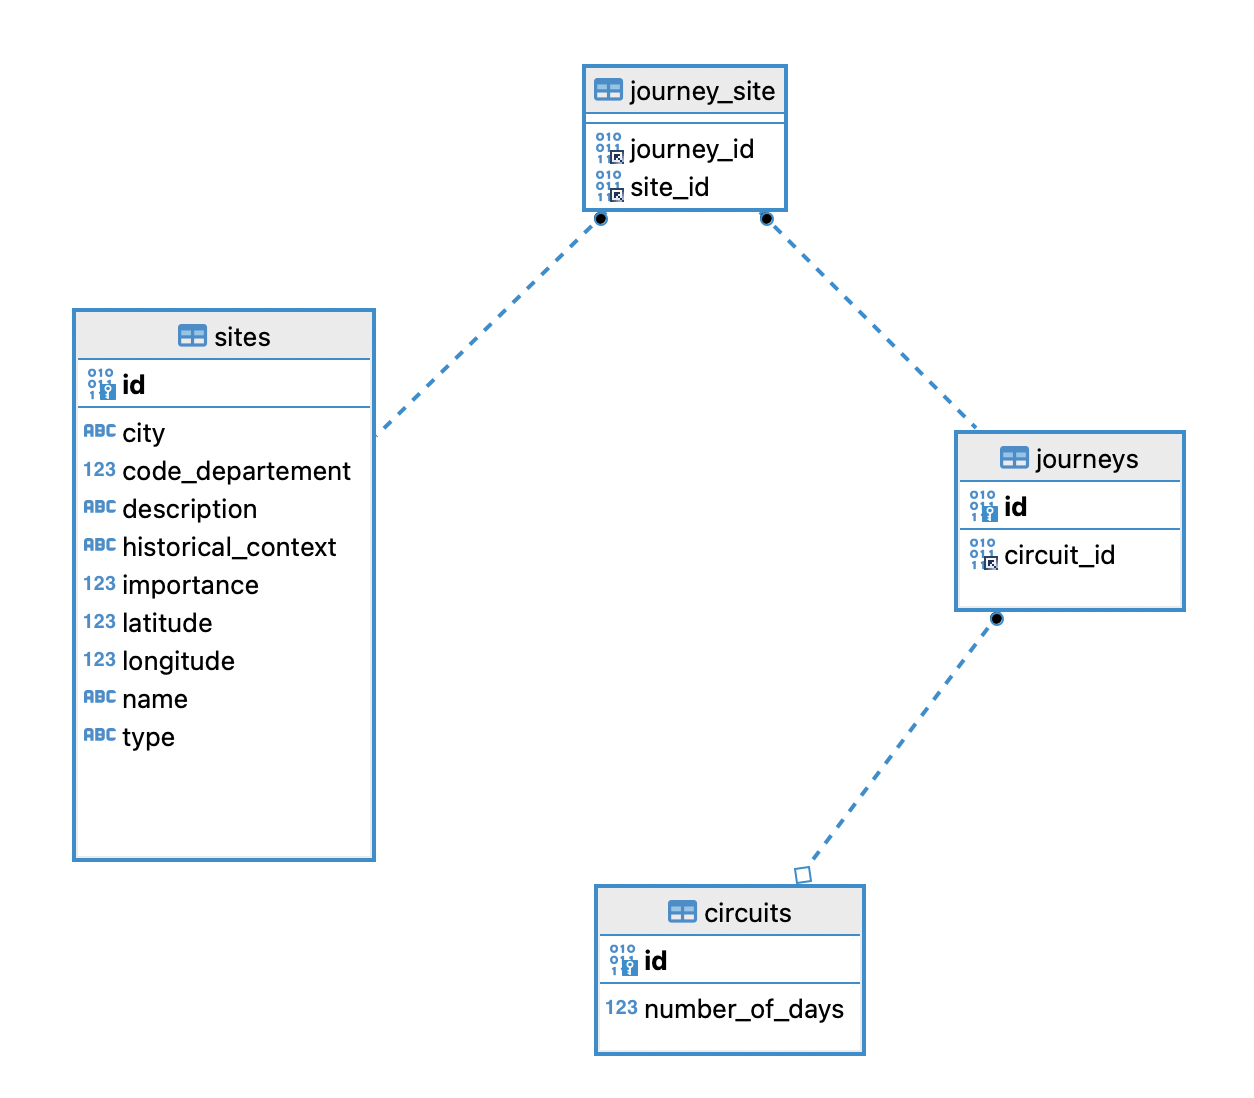 journey_site
journey_id
site_id
sites
id
ABC city
123 code_departement
ABC description
ABC historical_context
123 importance
123 latitude
123 longitude
ABC name
ABC type
journeys
id
circuit_id
circuits
id
123 number_of_days